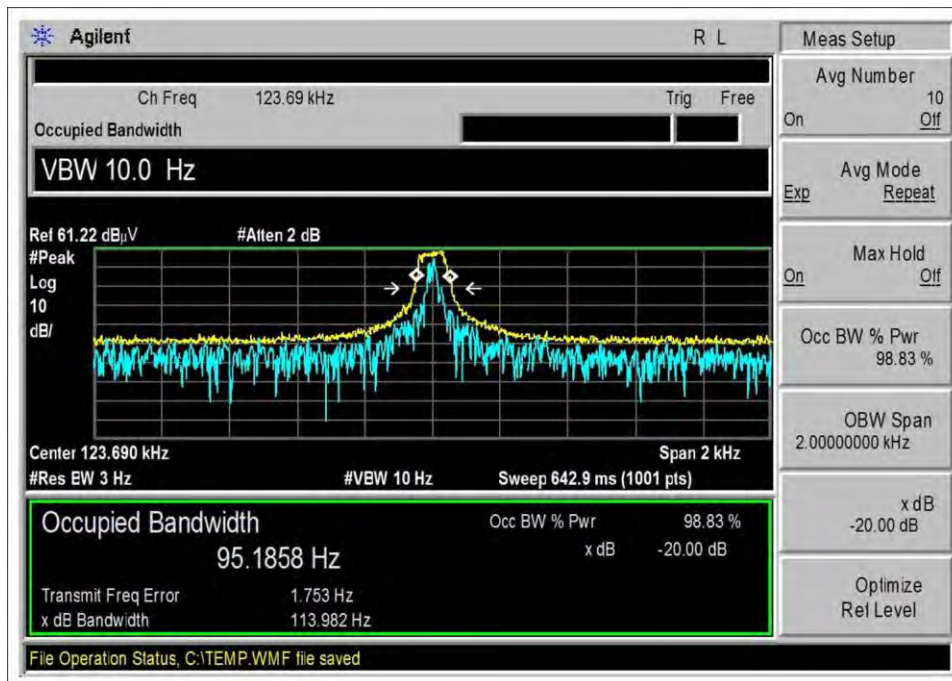 Agilent
R L
Ch Freq 123.69 kHz Trig Free
Occupied Bandwidth
VBW 10.0 Hz
Ref 61.22 dBµV #Atten 2 dB
#Peak
Log
10
dB/
Center 123.690 kHz Span 2 kHz
#Res BW 3 Hz #VBW 10 Hz Sweep 642.9 ms (1001 pts)
Occupied Bandwidth
95.1858 Hz
Occ BW % Pwr 98.83 %
x dB -20.00 dB
Transmit Freq Error 1.753 Hz
x dB Bandwidth 113.982 Hz
File Operation Status, C:\TEMP.WMF file saved
Meas Setup
Avg Number
10
On Off
Avg Mode
Exp Repeat
Max Hold
On Off
Occ BW % Pwr
98.83 %
OBW Span
2.00000000 kHz
x dB
-20.00 dB
Optimize
Ref Level